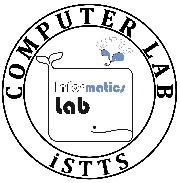 COMPUTER LAB
Informatics
Lab
iSTTS